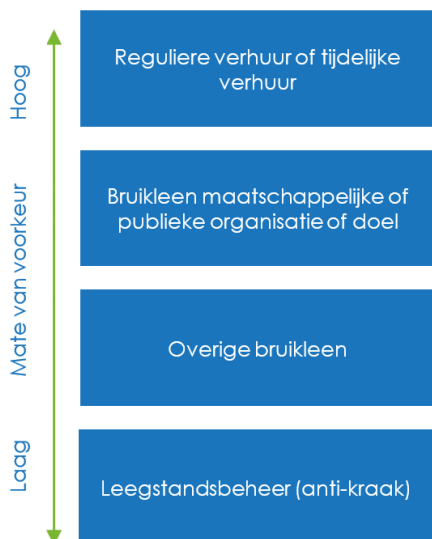 Hoog
Reguliere verhuur of tijdelijke
verhuur
Mate van voorkeur
Bruikleen maatschappelijke of
publieke organisatie of doel
Overige bruikleen
Laag
Leegstandsbeheer (anti-kraak)